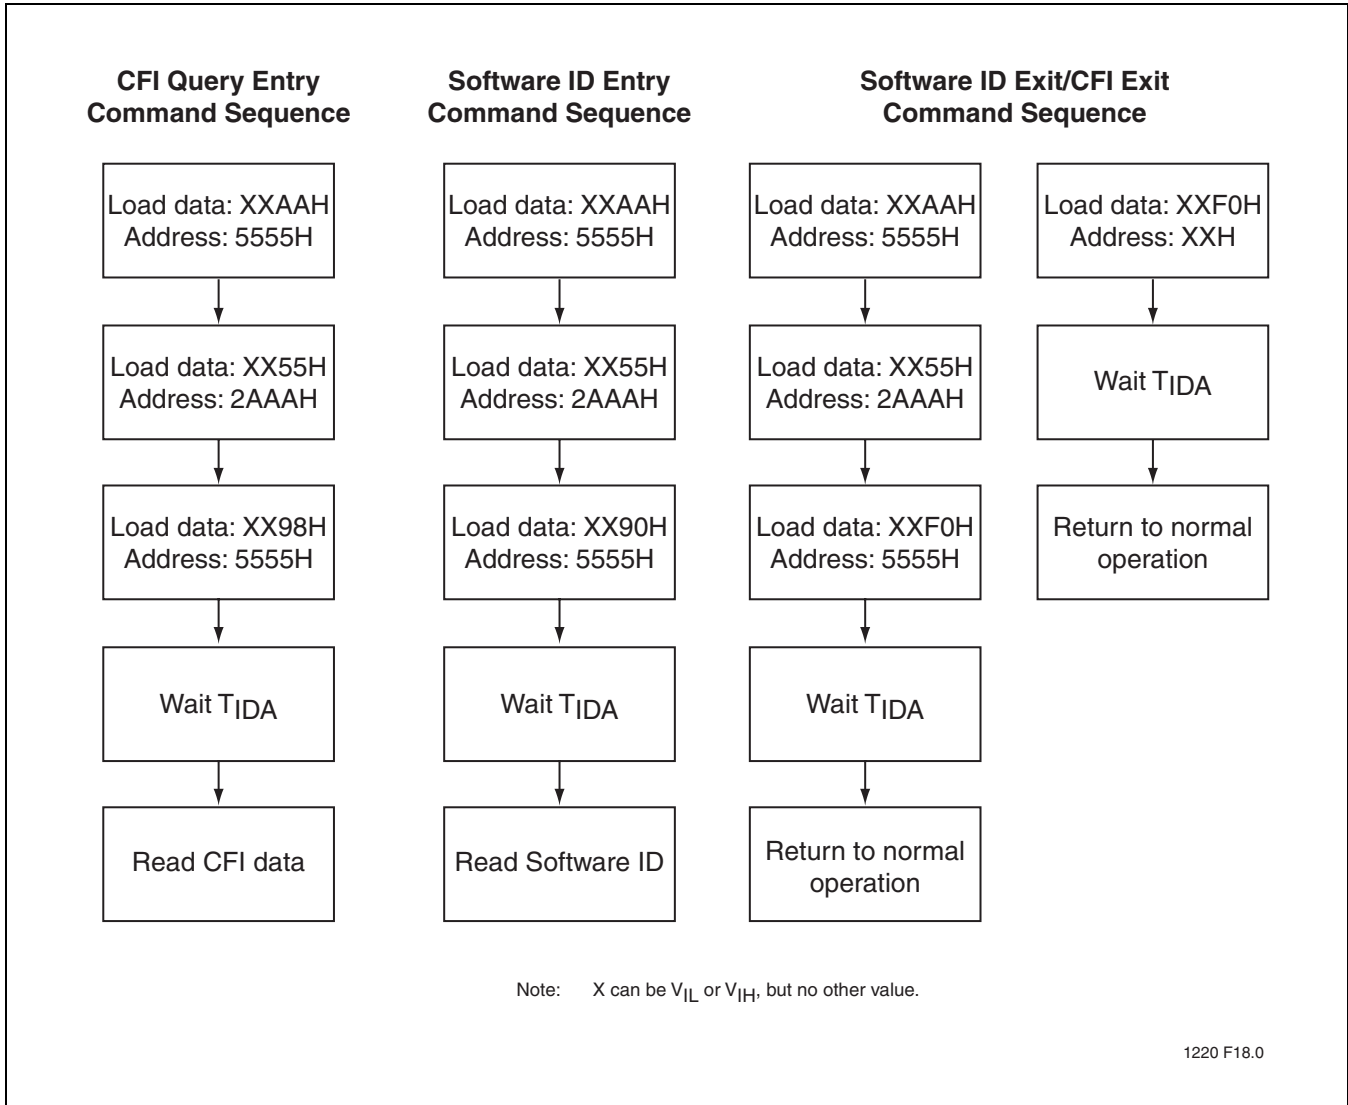 CFI Query Entry
Command Sequence
Load data: XXAAH
Address: 5555H
Load data: XX55H
Address: 2AAAH
Load data: XX98H
Address: 5555H
Wait TIDA
Read CFI data
Software ID Entry
Command Sequence
Load data: XXAAH
Address: 5555H
Load data: XX55H
Address: 2AAAH
Load data: XX90H
Address: 5555H
Wait TIDA
Read Software ID
Software ID Exit/CFI Exit
Command Sequence
Load data: XXAAH
Address: 5555H
Load data: XX55H
Address: 2AAAH
Load data: XXF0H
Address: 5555H
Wait TIDA
Return to normal
operation
Load data: XXF0H
Address: XXH
Wait TIDA
Return to normal
operation
Note: X can be VIL or VIH, but no other value.
1220 F18.0